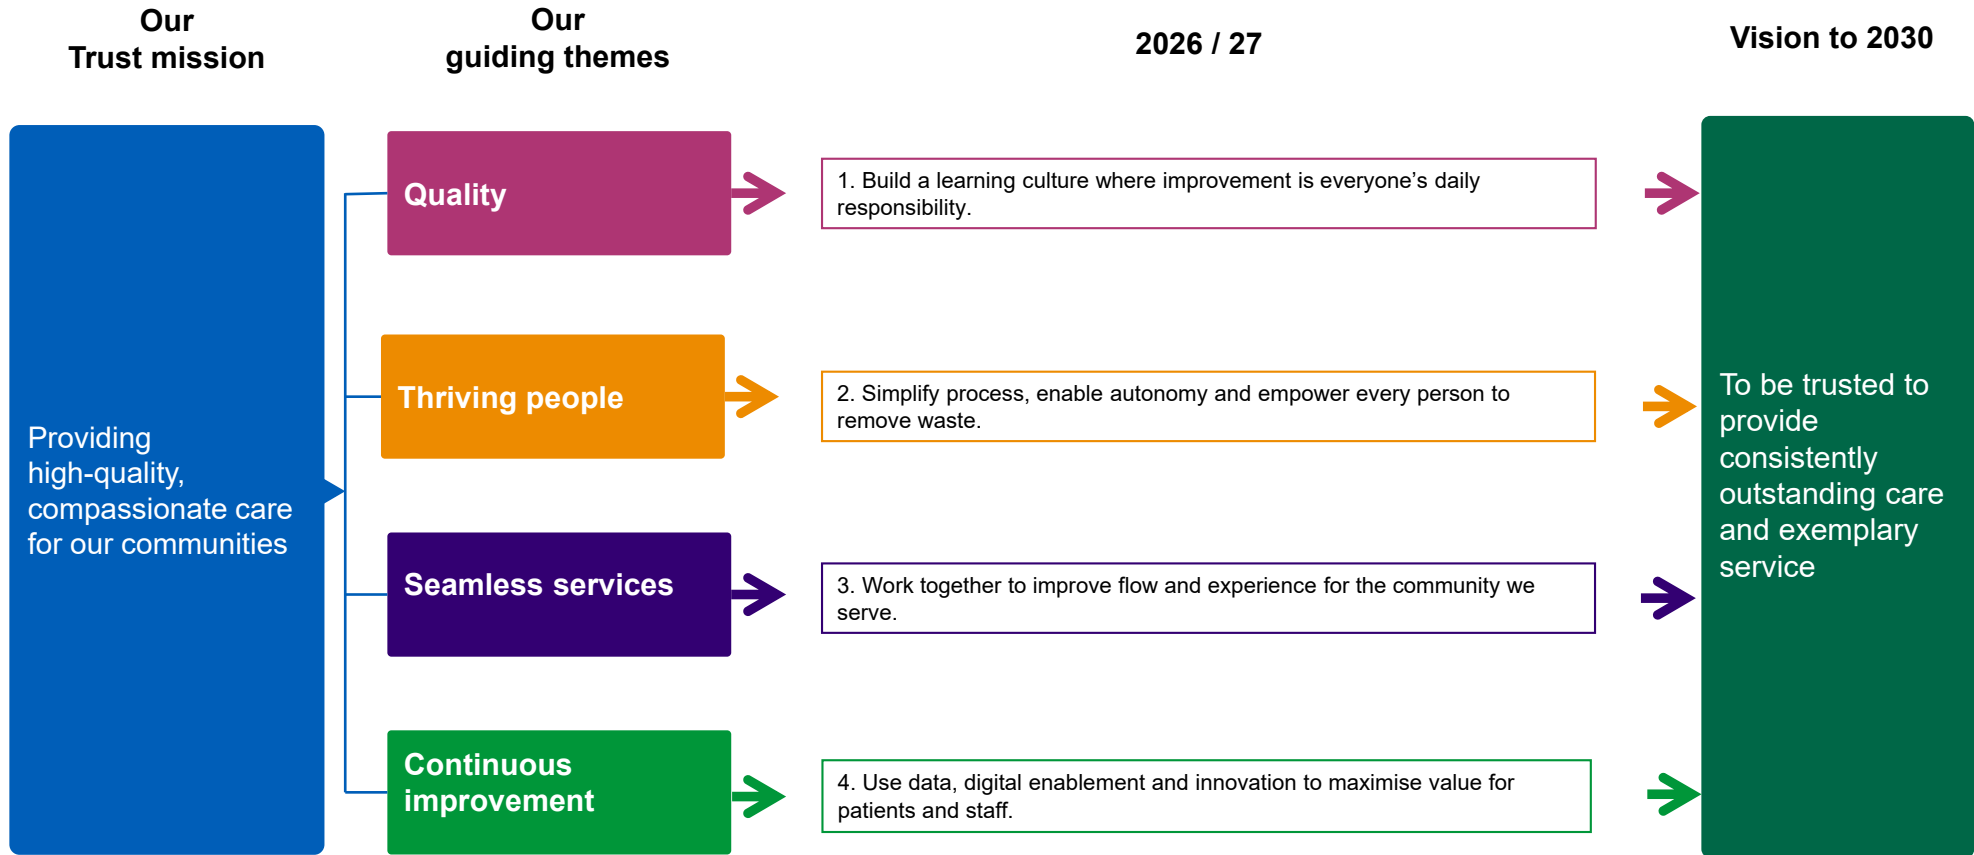 Our
Trust mission
Our
guiding themes
2026 / 27
Vision to 2030
Providing
high-quality,
compassionate care
for our communities
Quality
1. Build a learning culture where improvement is everyone’s daily
responsibility.
Thriving people
2. Simplify process, enable autonomy and empower every person to
remove waste.
Seamless services
3. Work together to improve flow and experience for the community we
serve.
Continuous
improvement
4. Use data, digital enablement and innovation to maximise value for
patients and staff.
To be trusted to
provide
consistently
outstanding care
and exemplary
service